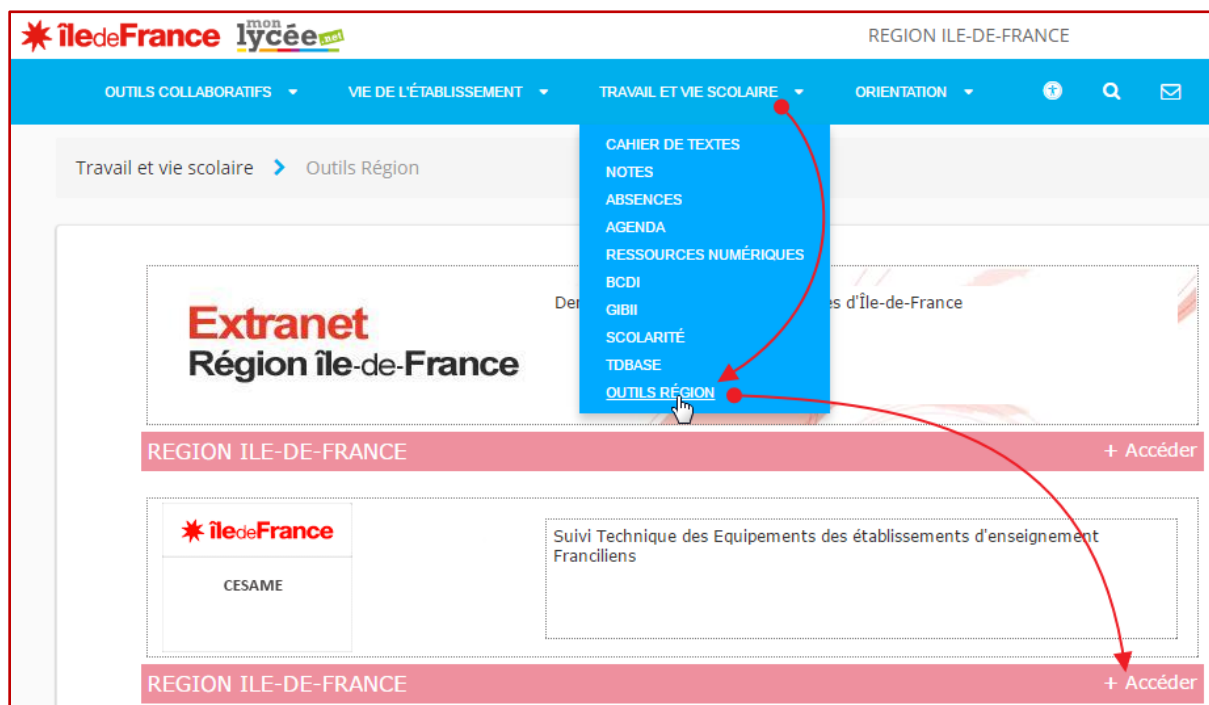 îledeFrance mon lycée.net
REGION ILE-DE-FRANCE
OUTILS COLLABORATIFS
VIE DE L'ÉTABLISSEMENT
TRAVAIL ET VIE SCOLAIRE
ORIENTATION
Travail et vie scolaire
Outils Région
CAHIER DE TEXTES
NOTES
ABSENCES
AGENDA
RESSOURCES NUMÉRIQUES
BCDI
GIBII
SCOLARITÉ
TDBASE
OUTILS RÉGION
Extranet
Région île-de-France
d'Île-de-France
REGION ILE-DE-FRANCE
+ Accéder
îledeFrance
CESAME
Suivi Technique des Equipements des établissements d'enseignement
Franciliens
REGION ILE-DE-FRANCE
+ Accéder